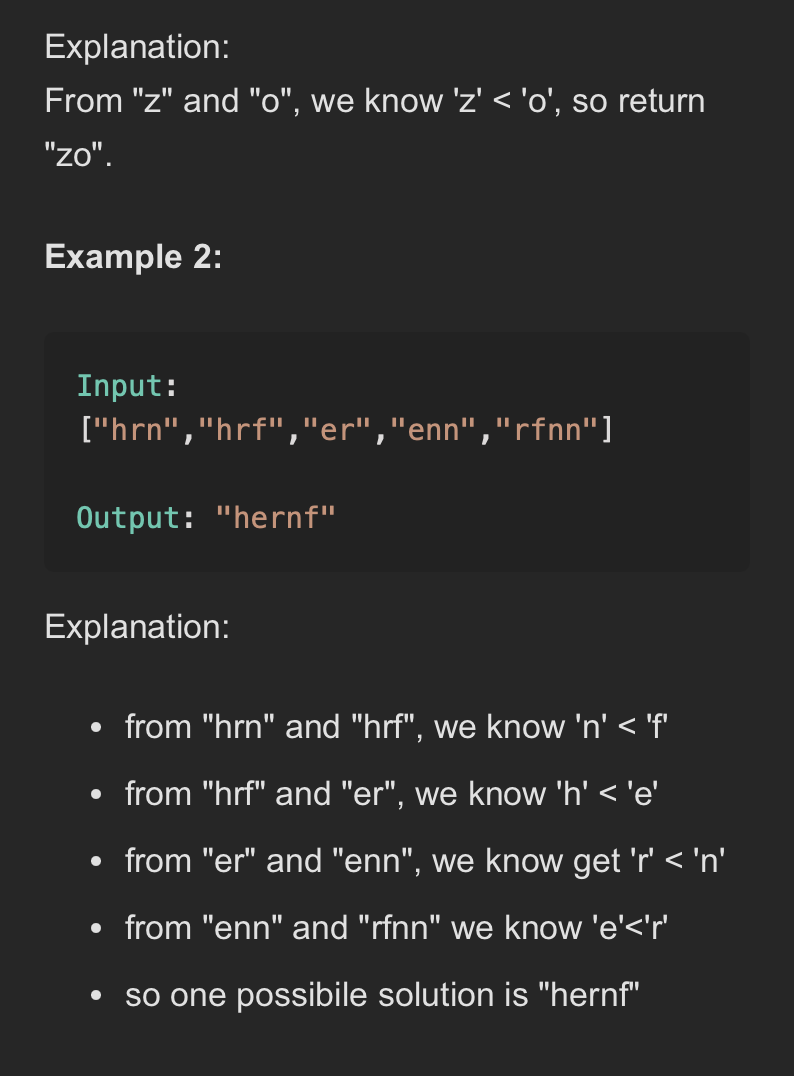 Explanation:
From "z" and "o", we know 'z' < 'o', so return
"zo".
Example 2:
Input:
["hrn","hrf","er","enn","rfnn"]
Output: "hernf"
Explanation:
• from "hrn" and "hrf", we know 'n' < 'f'
• from "hrf" and "er", we know 'h' < 'e'
• from "er" and "enn", we know get 'r' < 'n'
• from "enn" and "rfnn" we know 'e'<'r'
• so one possibile solution is "hernf"